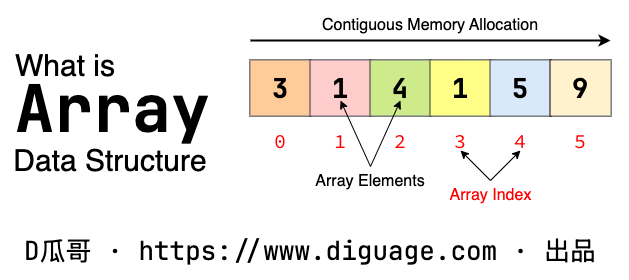 Contiguous Memory Allocation
What is
Array
Data Structure
3 1 4 1 5 9
0 1 2 3 4 5
Array Elements
Array Index
D瓜哥 · https://www.diguage.com · 出品